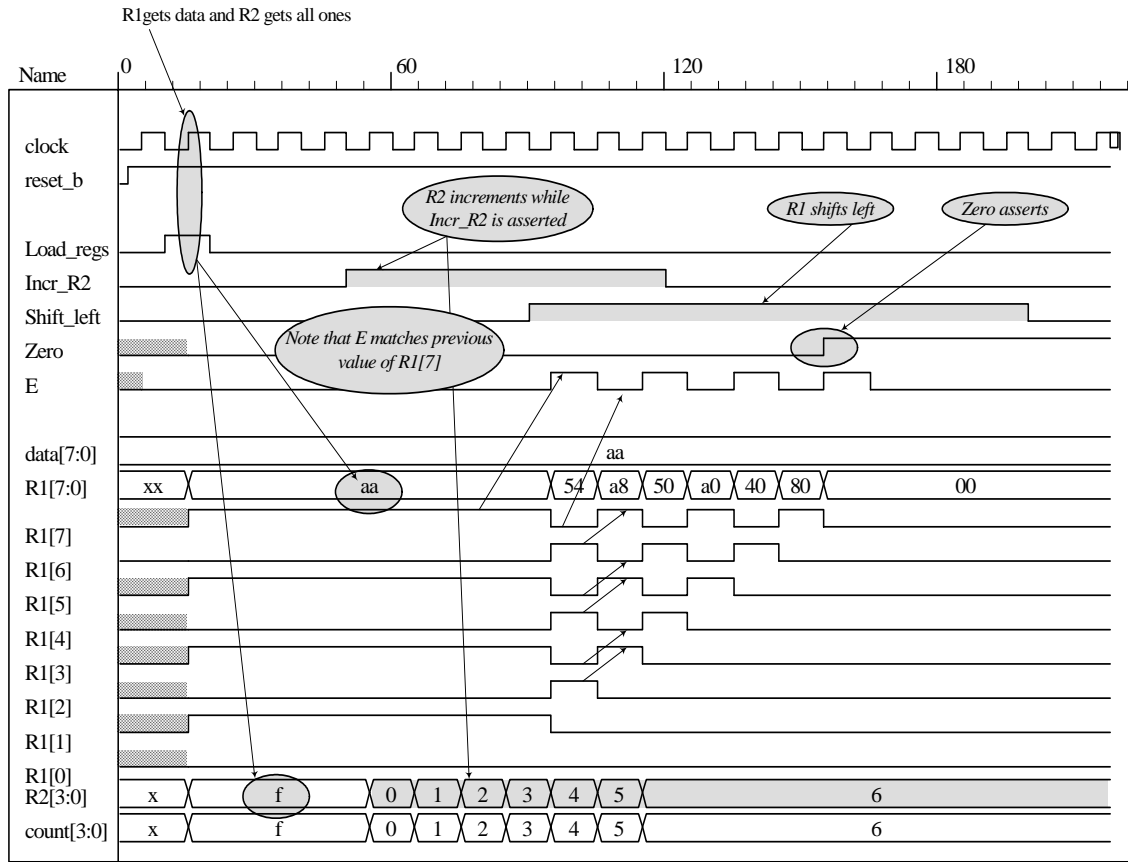 R1gets data and R2 gets all ones
Name 0 60 120 180
clock
reset_b
R2 increments while
Incr_R2 is asserted
R1 shifts left
Zero asserts
Load_regs
Incr_R2
Shift_left
Note that E matches previous
value of R1[7]
Zero
E
data[7:0] aa
R1[7:0] xx aa 54 a8 50 a0 40 80 00
R1[7]
R1[6]
R1[5]
R1[4]
R1[3]
R1[2]
R1[1]
R1[0]
R2[3:0] x f 0 1 2 3 4 5 6
count[3:0] x f 0 1 2 3 4 5 6